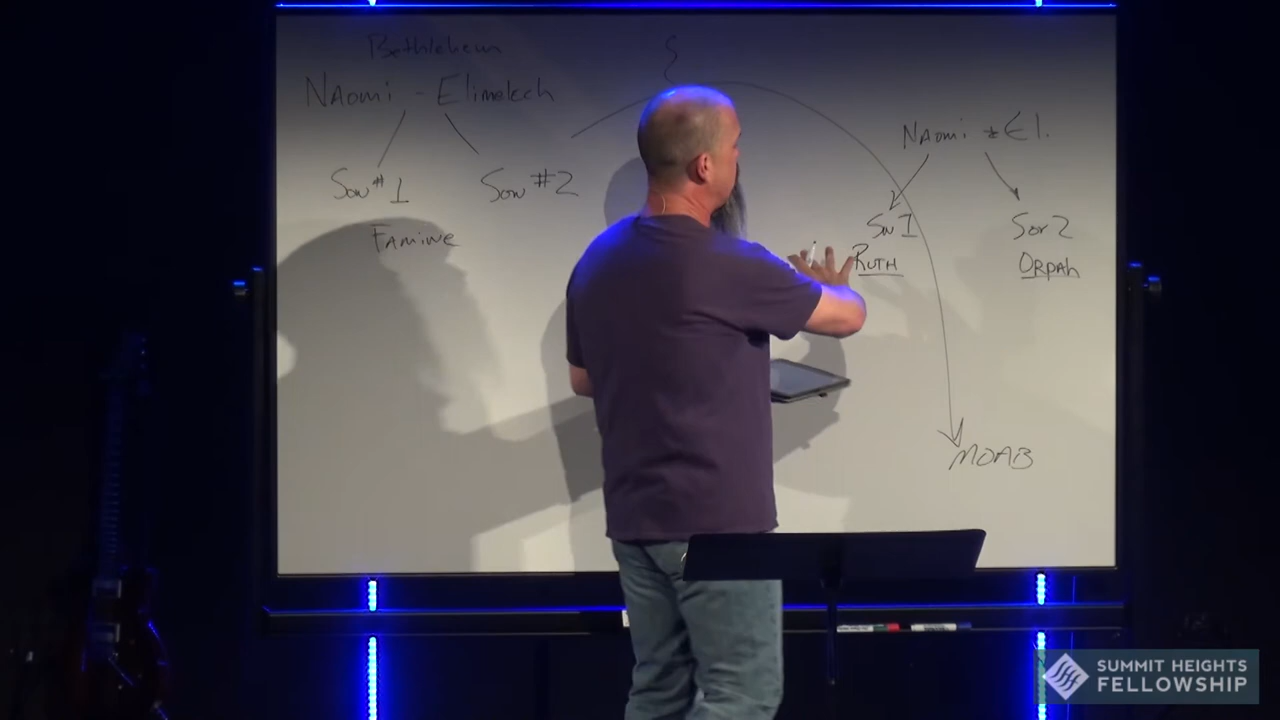 Bethlehem
Naomi - Elimelech
Son #1
Son #2
Famine
Naomi & El.
Sn 1
Son 2
Ruth
Orpah
MOAB
SUMMIT HEIGHTS
FELLOWSHIP